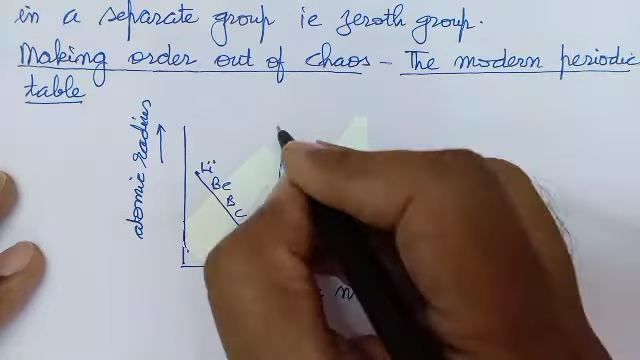 in a separate group ie zeroth group.
Making order out of chaos - The modern periodic
table
atomic radius
Li
Be
B
C